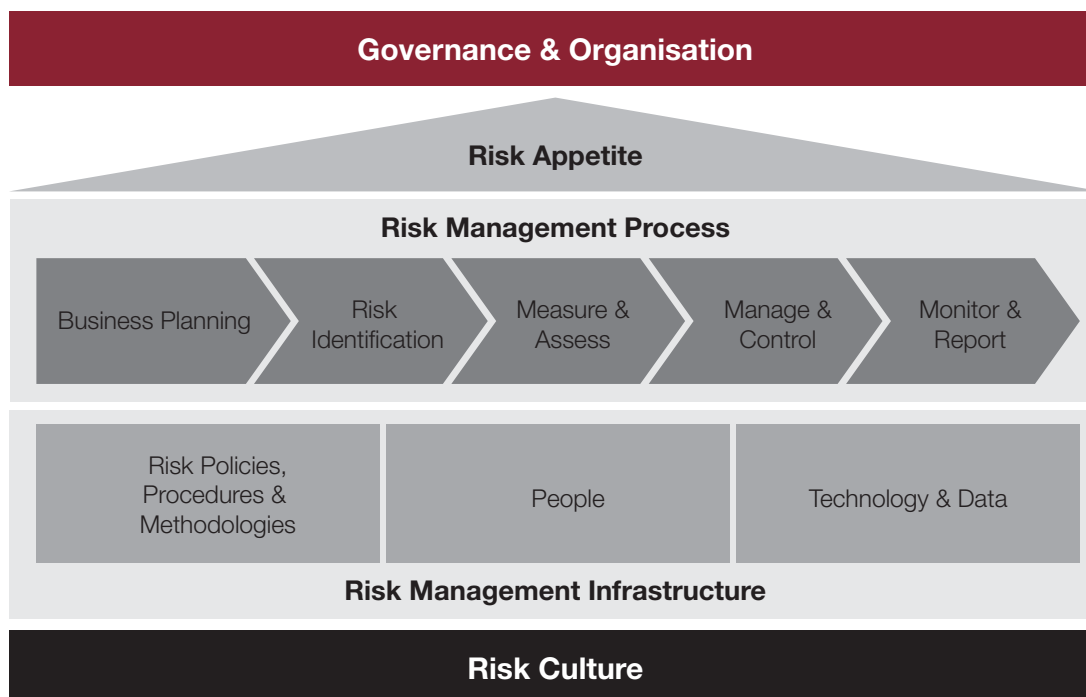 Governance & Organisation
Risk Appetite
Risk Management Process
Business Planning
Risk
Identification
Measure &
Assess
Manage &
Control
Monitor &
Report
Risk Policies,
Procedures &
Methodologies
People
Technology & Data
Risk Management Infrastructure
Risk Culture